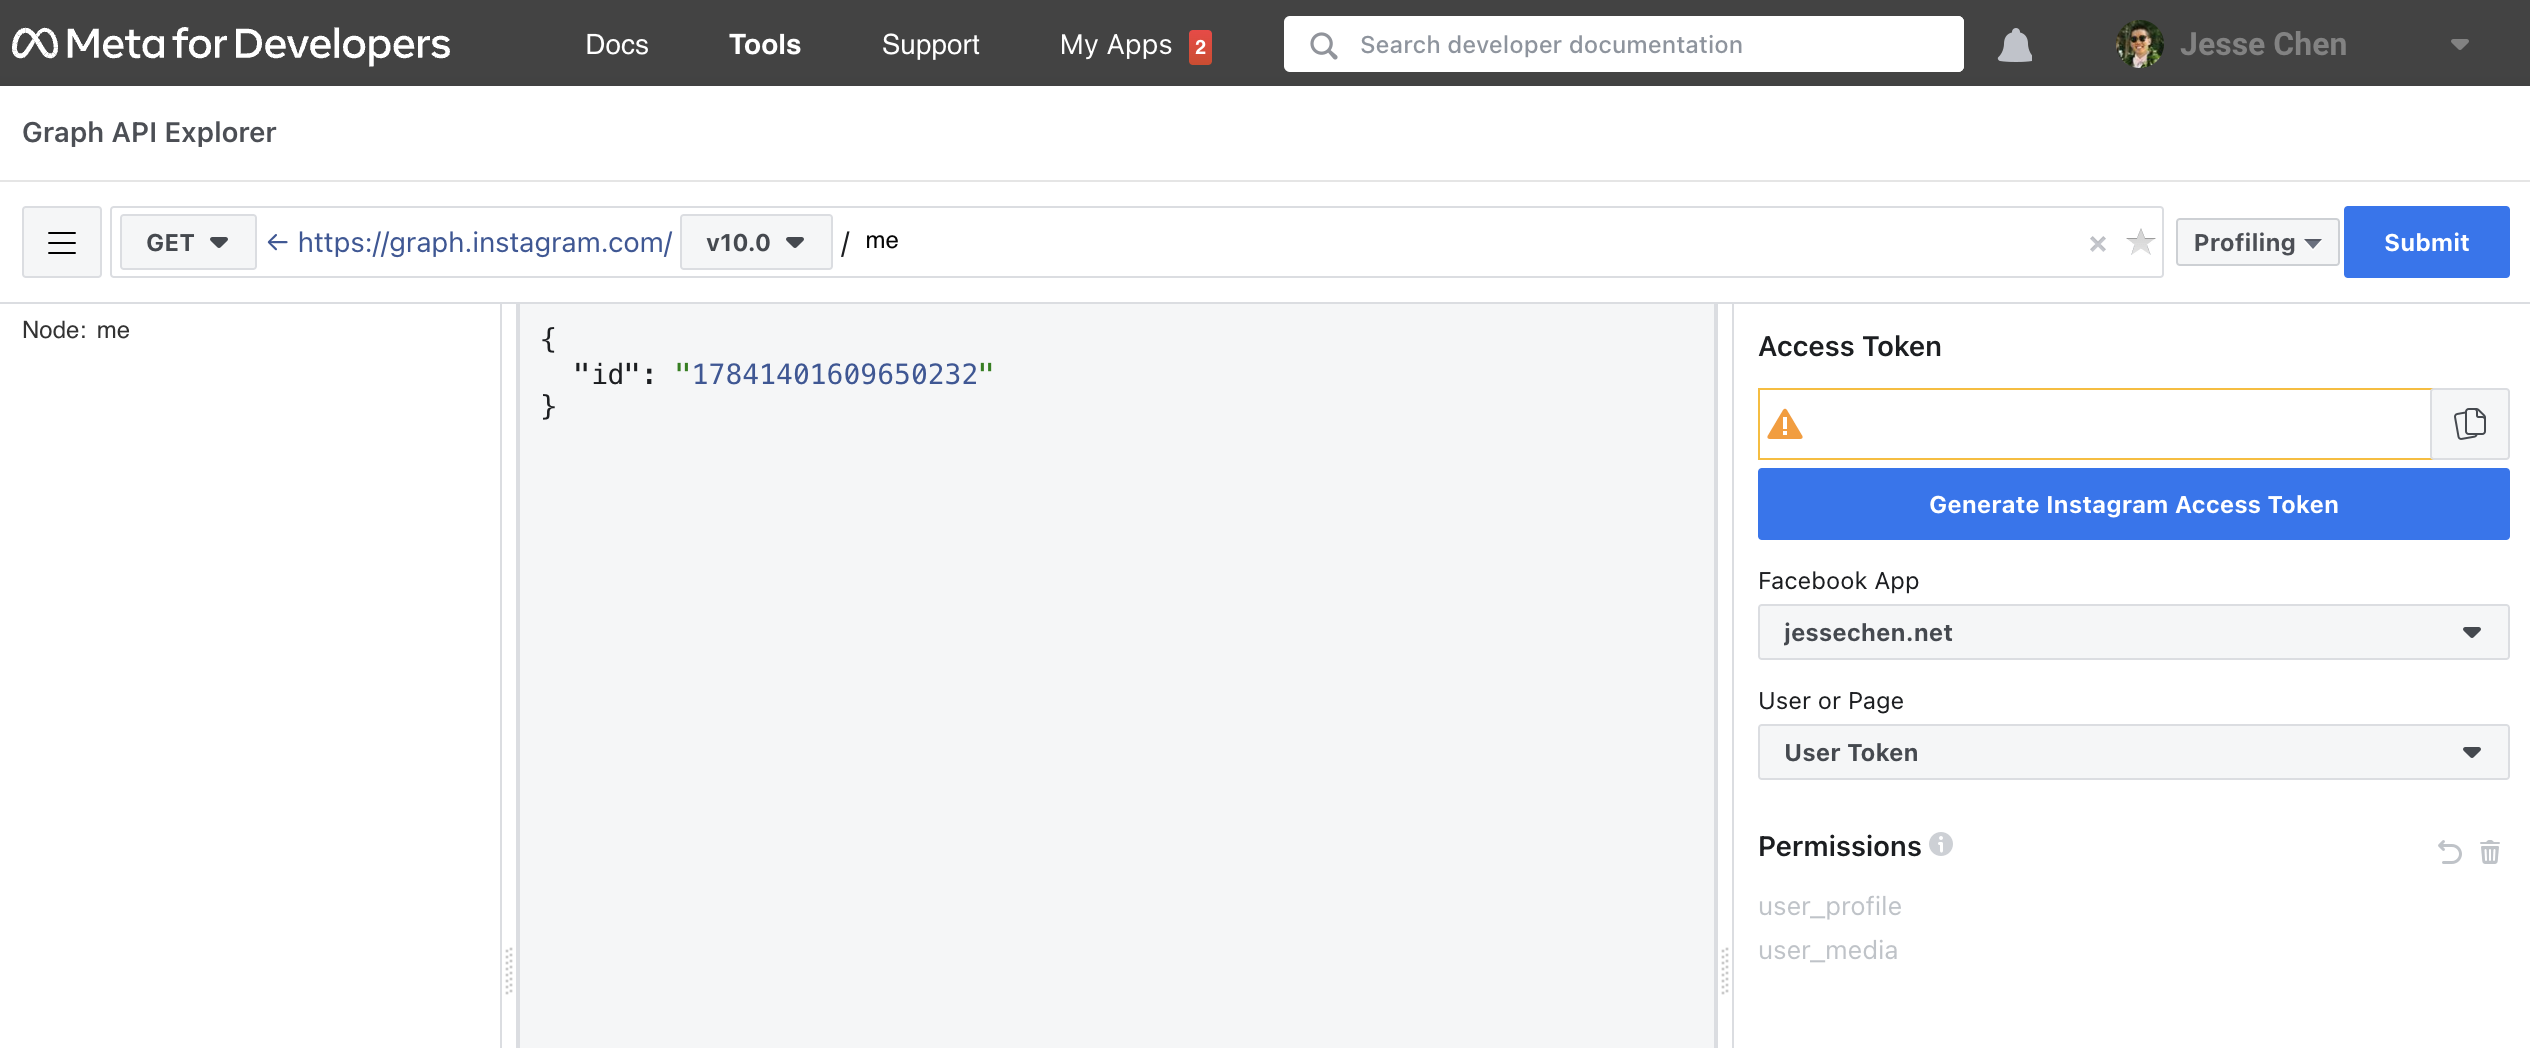 Meta for Developers Docs Tools Support My Apps 2 Search developer documentation Jesse Chen
Graph API Explorer
GET ← https://graph.instagram.com/ v10.0 / me × Profiling Submit
Node: me
{
"id": "17841401609650232"
}
Access Token
Generate Instagram Access Token
Facebook App
jessechen.net
User or Page
User Token
Permissions
user_profile
user_media